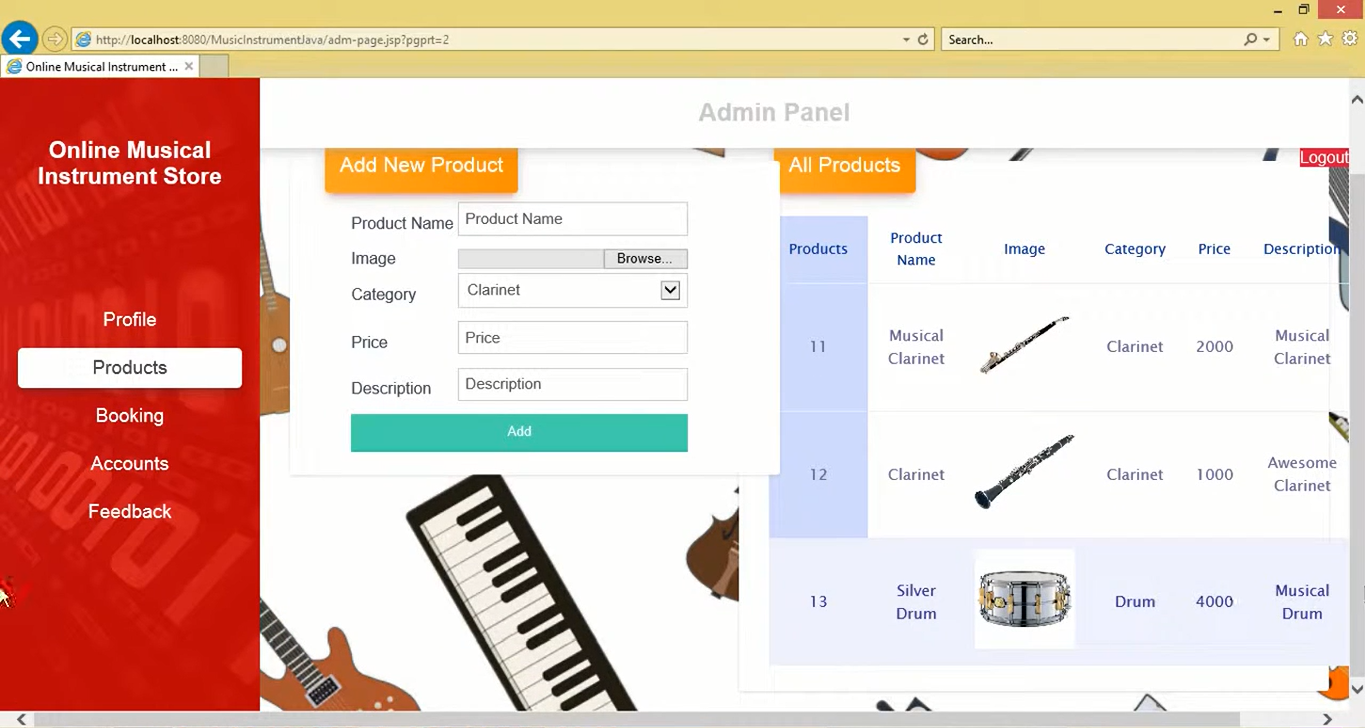 http://localhost:8080/MusicInstrumentJava/adm-page.jsp?pgprt=2
Search...
Online Musical Instrument ...
Online Musical
Instrument Store
Profile
Products
Booking
Accounts
Feedback
Admin Panel
Logout
Add New Product
Product Name Product Name
Image Browse...
Category Clarinet
Price Price
Description Description
Add
All Products
Products Product Name Image Category Price Description
11 Musical Clarinet Clarinet 2000 Musical Clarinet
12 Clarinet Clarinet 1000 Awesome Clarinet
13 Silver Drum Drum 4000 Musical Drum